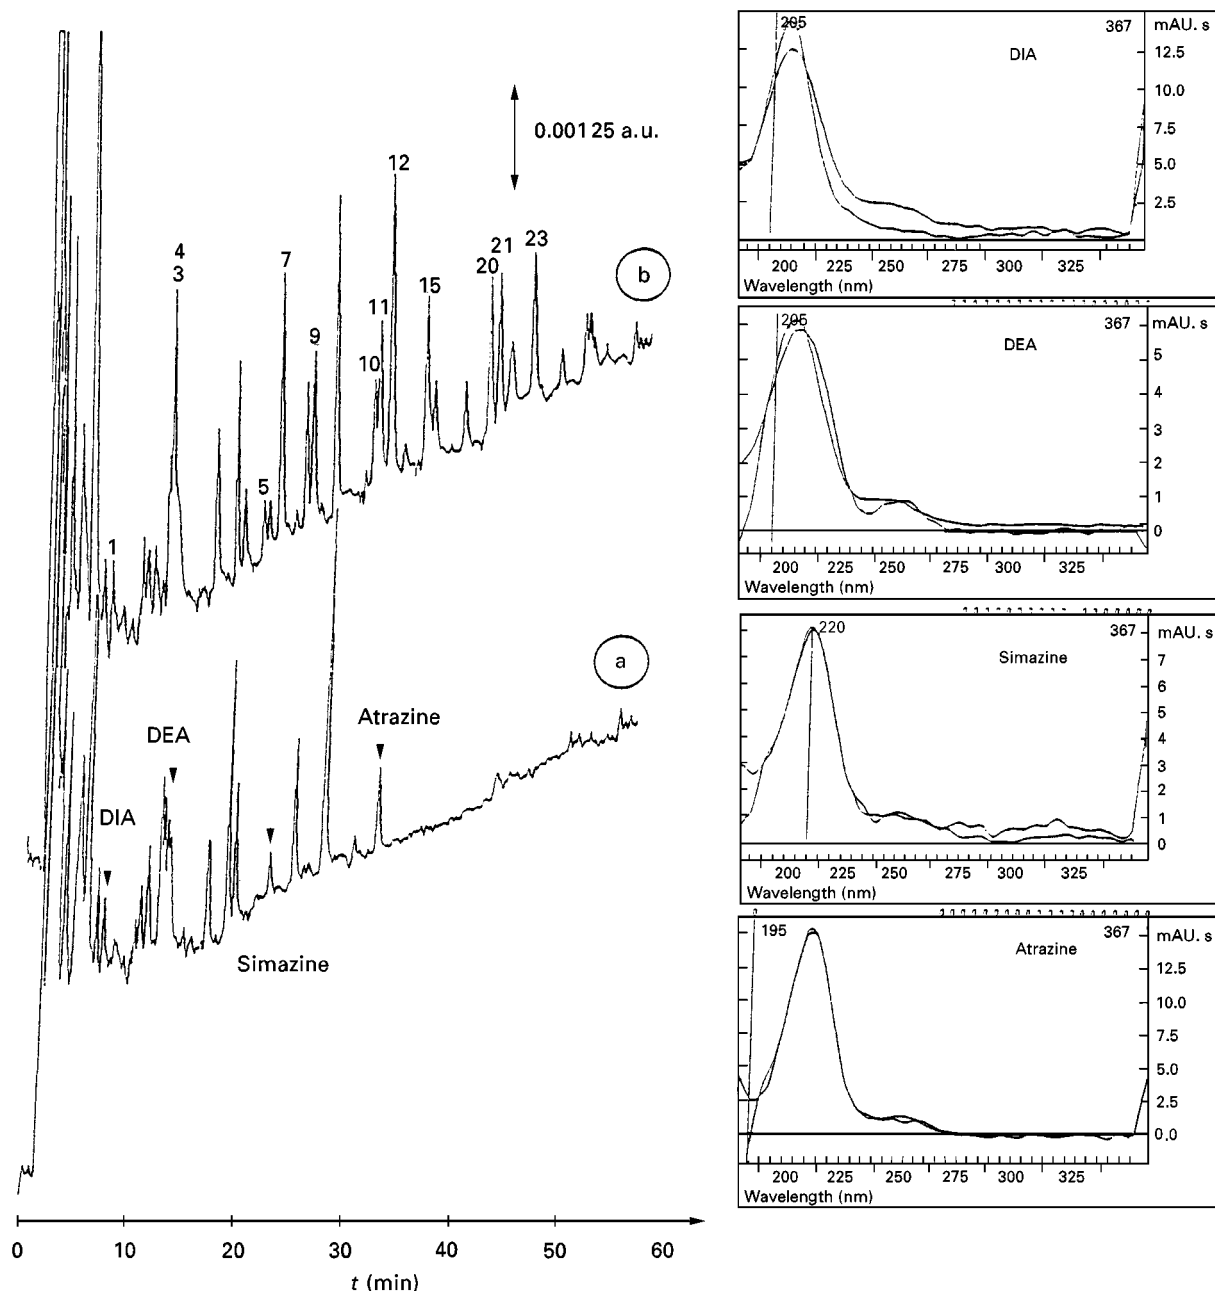 0.00125 a.u.
12
4
3
7
21
23
20
15
11
9
10
5
1
b
a
DIA
DEA
Simazine
Atrazine
0 10 20 30 40 50 60
t (min)
205 367 mAU. s
DIA
12.5
10.0
7.5
5.0
2.5
200 225 250 275 300 325
Wavelength (nm)
205 367 mAU. s
DEA
5
4
3
2
1
0
200 225 250 275 300 325
Wavelength (nm)
220 367 mAU. s
Simazine
7
6
5
4
3
2
1
0
200 225 250 275 300 325
Wavelength (nm)
195 367 mAU. s
Atrazine
12.5
10.0
7.5
5.0
2.5
0.0
200 225 250 275 300 325
Wavelength (nm)